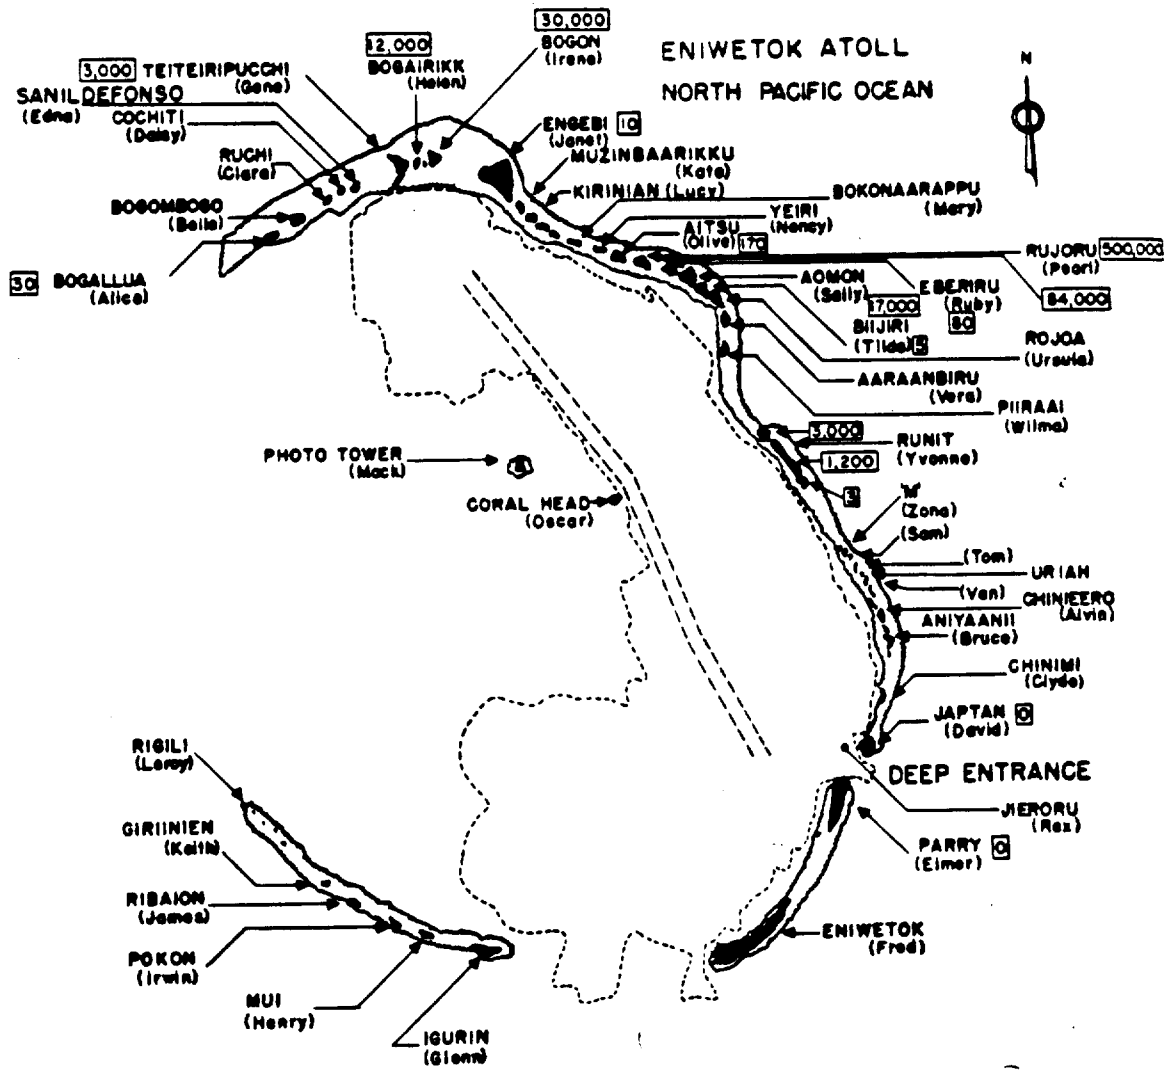 30,000
12,000
BOGON
(Irene)
ENIWETOK ATOLL
NORTH PACIFIC OCEAN
N
3,000 TEITEIRIPUCCHI
(Gene)
BOGAIRIKK
(Helen)
SANILDEFONSO
(Edna)
COCHITI
(Daisy)
RUCHI
(Clara)
BOGOMBOGO
(Belle)
30 BOGALLUA
(Alice)
ENGEBI 10
(Janet)
MUZINBAARIKKU
(Kate)
KIRINIAN (Lucy)
BOKONAARAPPU
(Mary)
YEIRI
(Nancy)
AITSU
(Olive) 170
RUJORU 500,000
(Pearl)
AOMON
(Sally)
17,000
EBERIRU
(Ruby)
80
84,000
BIIJIRI
(Tilda) 5
ROJOA
(Ursula)
AARAANBIRU
(Vera)
PIIRAAI
(Wilma)
3,000
RUNIT
(Yvonne)
1,200
3
PHOTO TOWER
(Mack)
CORAL HEAD
(Oscar)
"M"
(Zona)
(Sam)
(Tom)
URIAH
(Van)
CHINIEERO
(Alvin)
ANIYAANII
(Bruce)
CHINIMI
(Clyde)
JAPTAN 0
(David)
DEEP ENTRANCE
JIERORU
(Rex)
PARRY 0
(Elmer)
ENIWETOK
(Fred)
RIGILI
(Leroy)
GIRIINIEN
(Keith)
RIBAION
(James)
POKON
(Irwin)
MUI
(Henry)
IGURIN
(Glenn)